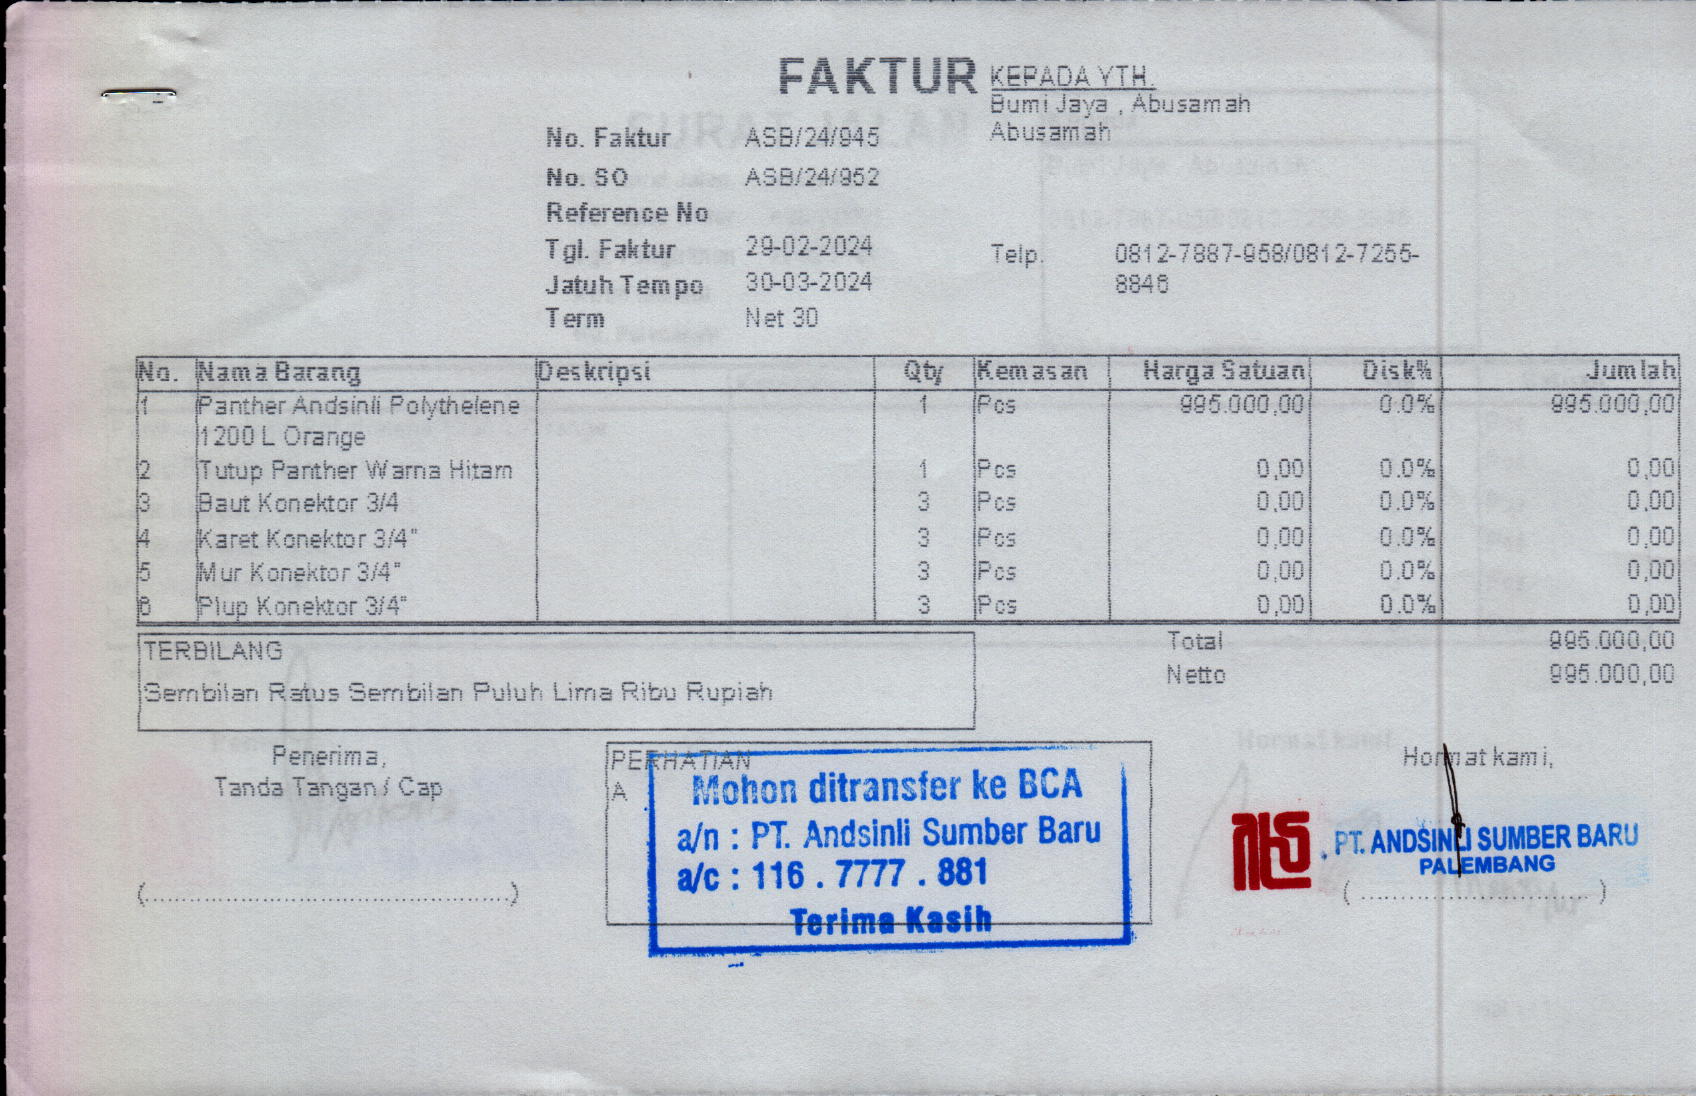 FAKTUR
KEPADA YTH.
Bumi Jaya , Abusamah
Abusamah
No. Faktur ASB/24/945
No. SO ASB/24/952
Reference No
Tgl. Faktur 29-02-2024
Jatuh Tempo 30-03-2024
Term Net 30
Telp. 0812-7887-958/0812-7255-
8846
No. Nama Barang Deskripsi Qty Kemasan Harga Satuan Disk% Jumlah
1 Panther Andsinli Polythelene 1 Pcs 995.000,00 0.0% 995.000,00
1200 L Orange
2 Tutup Panther Warna Hitam 1 Pcs 0,00 0.0% 0,00
3 Baut Konektor 3/4 3 Pcs 0,00 0.0% 0,00
4 Karet Konektor 3/4" 3 Pcs 0,00 0.0% 0,00
5 Mur Konektor 3/4" 3 Pcs 0,00 0.0% 0,00
6 Plup Konektor 3/4" 3 Pcs 0,00 0.0% 0,00
TERBILANG
Sembilan Ratus Sembilan Puluh Lima Ribu Rupiah
Total 995.000,00
Netto 995.000,00
Penerima,
Tanda Tangan / Cap
(........................................)
PERHATIAN
A
Mohon ditransfer ke BCA
a/n : PT. Andsinli Sumber Baru
a/c : 116 . 7777 . 881
Terima Kasih
Hormat kami,
PT. ANDSINLI SUMBER BARU
PALEMBANG
(..............................)